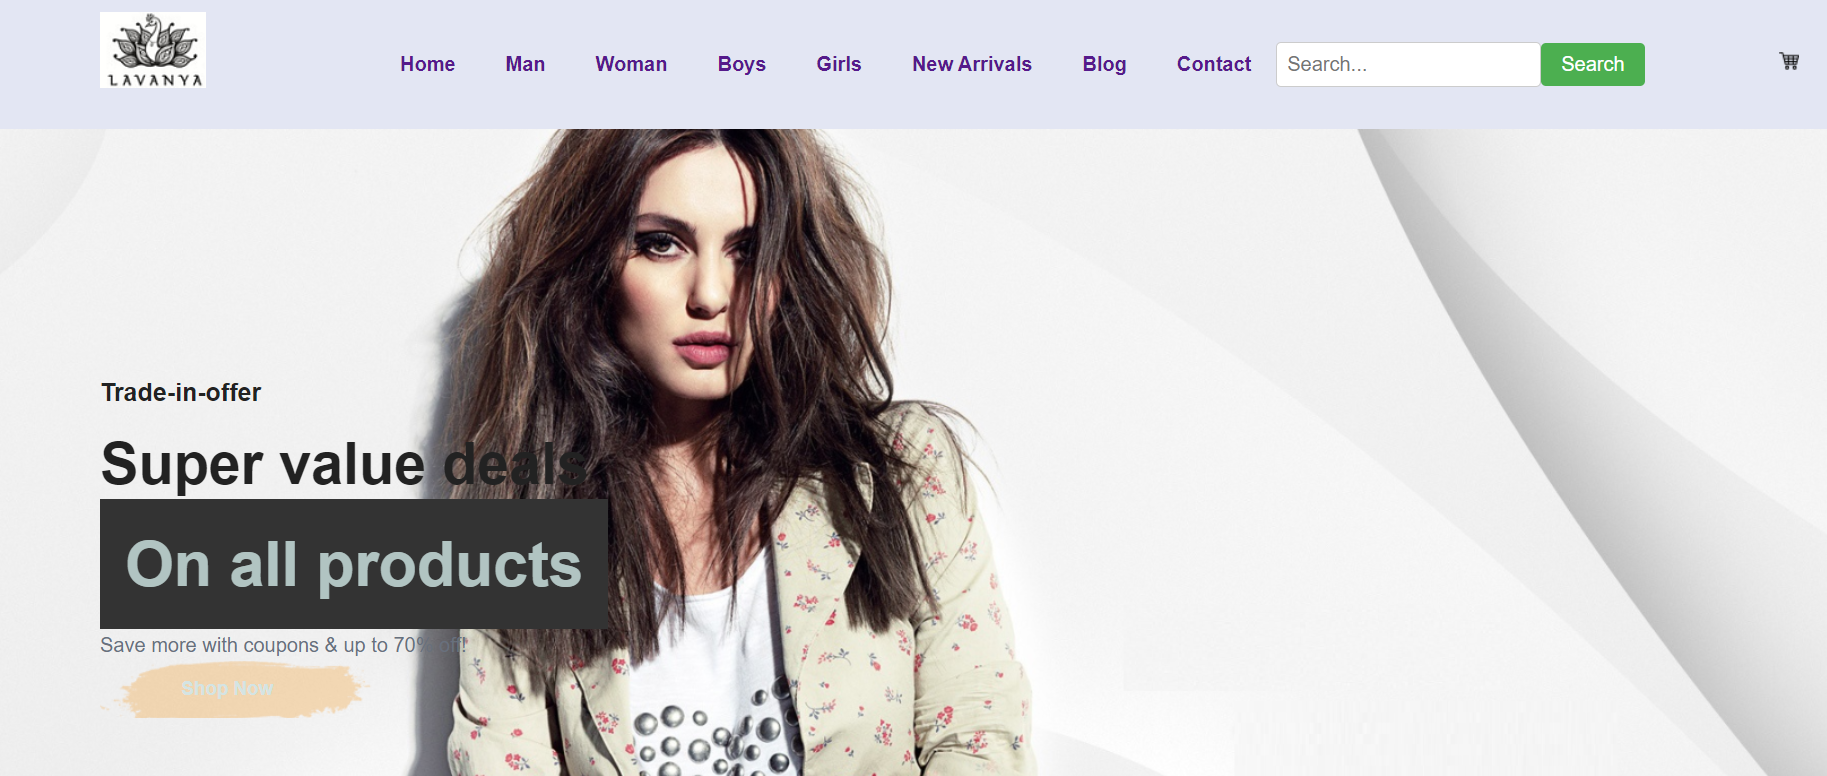 LAVANYA
Home Man Woman Boys Girls New Arrivals Blog Contact Search... Search
Trade-in-offer
Super value deals
On all products
Save more with coupons & up to 70% off!
Shop Now